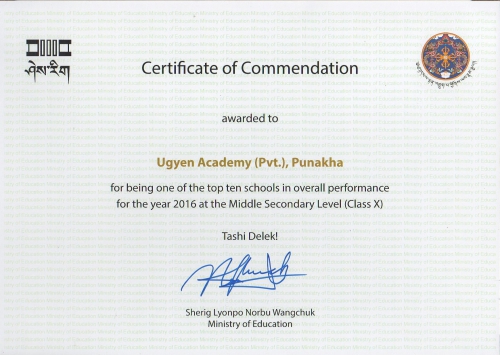 ཤེས་རིག
Certificate of Commendation
awarded to
Ugyen Academy (Pvt.), Punakha
for being one of the top ten schools in overall performance
for the year 2016 at the Middle Secondary Level (Class X)
Tashi Delek!
Sherig Lyonpo Norbu Wangchuk
Ministry of Education